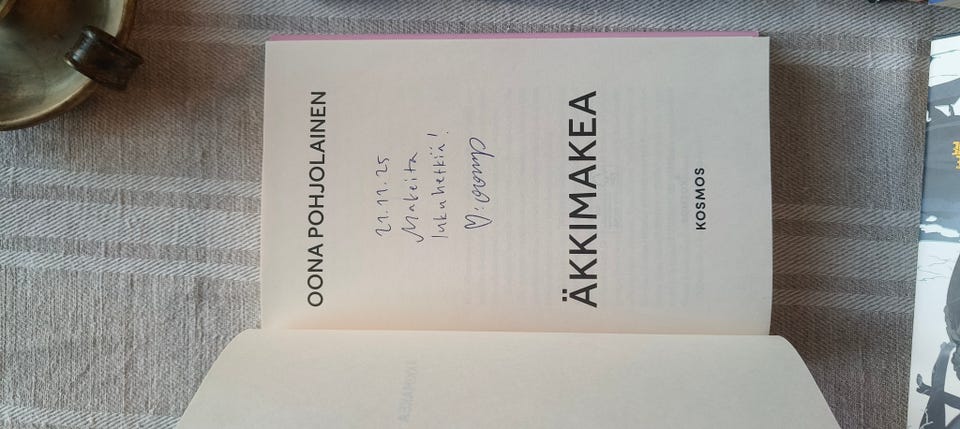 OONA POHJOLAINEN
21.11.25
Makeita
lukuhetkiä!
ÄKKIMAKEA
KOSMOS